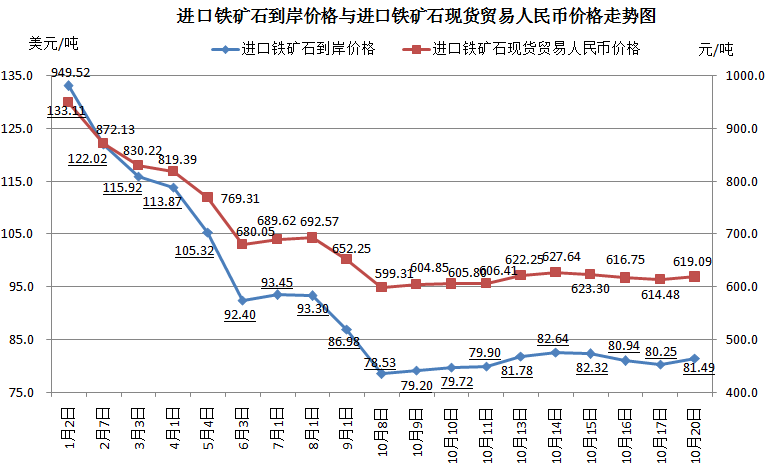 进口铁矿石到岸价格与进口铁矿石现货贸易人民币价格走势图
美元/吨
进口铁矿石到岸价格
进口铁矿石现货贸易人民币价格
元/吨
135.0
125.0
115.0
105.0
95.0
85.0
75.0
1000.0
900.0
800.0
700.0
600.0
500.0
400.0
949.52
872.13
830.22
819.39
769.31
680.05
689.62
692.57
652.25
599.31
604.85
605.80
606.41
622.25
627.64
623.30
616.75
614.48
619.09
133.11
122.02
115.92
113.87
105.32
92.40
93.45
93.30
86.98
78.53
79.20
79.72
79.90
81.78
82.64
82.32
80.94
80.25
81.49
1月2日
2月7日
3月3日
4月1日
5月4日
6月3日
7月1日
8月1日
9月1日
10月8日
10月9日
10月10日
10月11日
10月13日
10月14日
10月15日
10月16日
10月17日
10月20日